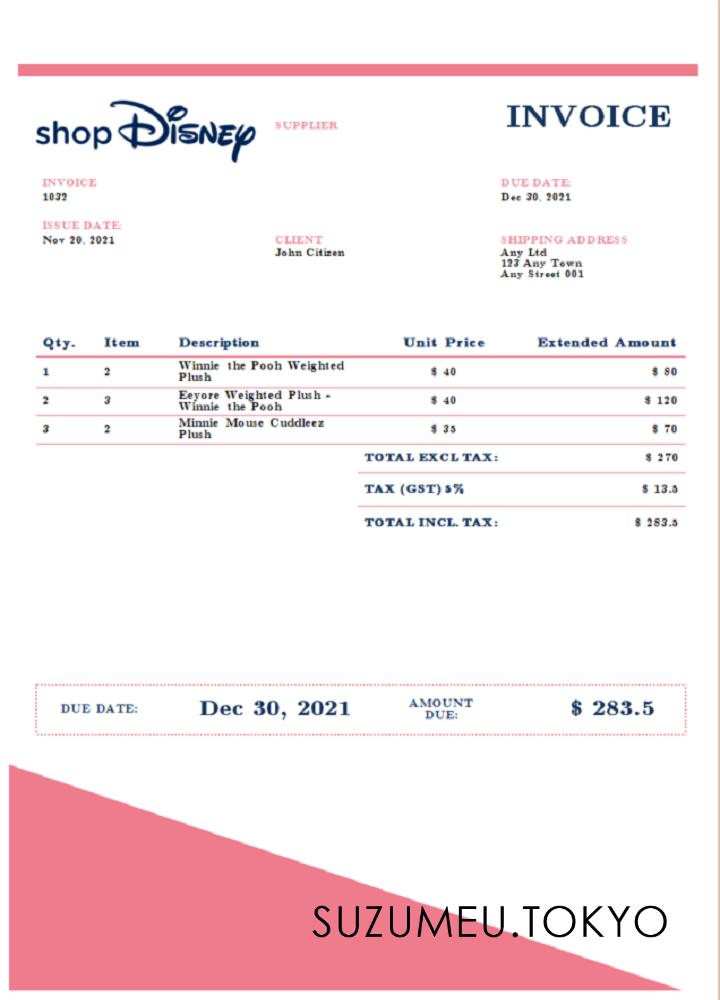 shop Disney
SUPPLIER
INVOICE
INVOICE
1032
DUE DATE:
Dec 30, 2021
ISSUE DATE:
Nov 20, 2021
CLIENT
John Citizen
SHIPPING ADDRESS
Any Ltd
123 Any Town
Any Street 001
Qty. Item Description Unit Price Extended Amount
1 2 Winnie the Pooh Weighted Plush $ 40 $ 80
2 3 Eeyore Weighted Plush - Winnie the Pooh $ 40 $ 120
3 2 Minnie Mouse Cuddleez Plush $ 35 $ 70
TOTAL EXCL TAX: $ 270
TAX (GST) 5% $ 13.5
TOTAL INCL. TAX: $ 283.5
DUE DATE: Dec 30, 2021 AMOUNT DUE: $ 283.5
SUZUMEU.TOKYO